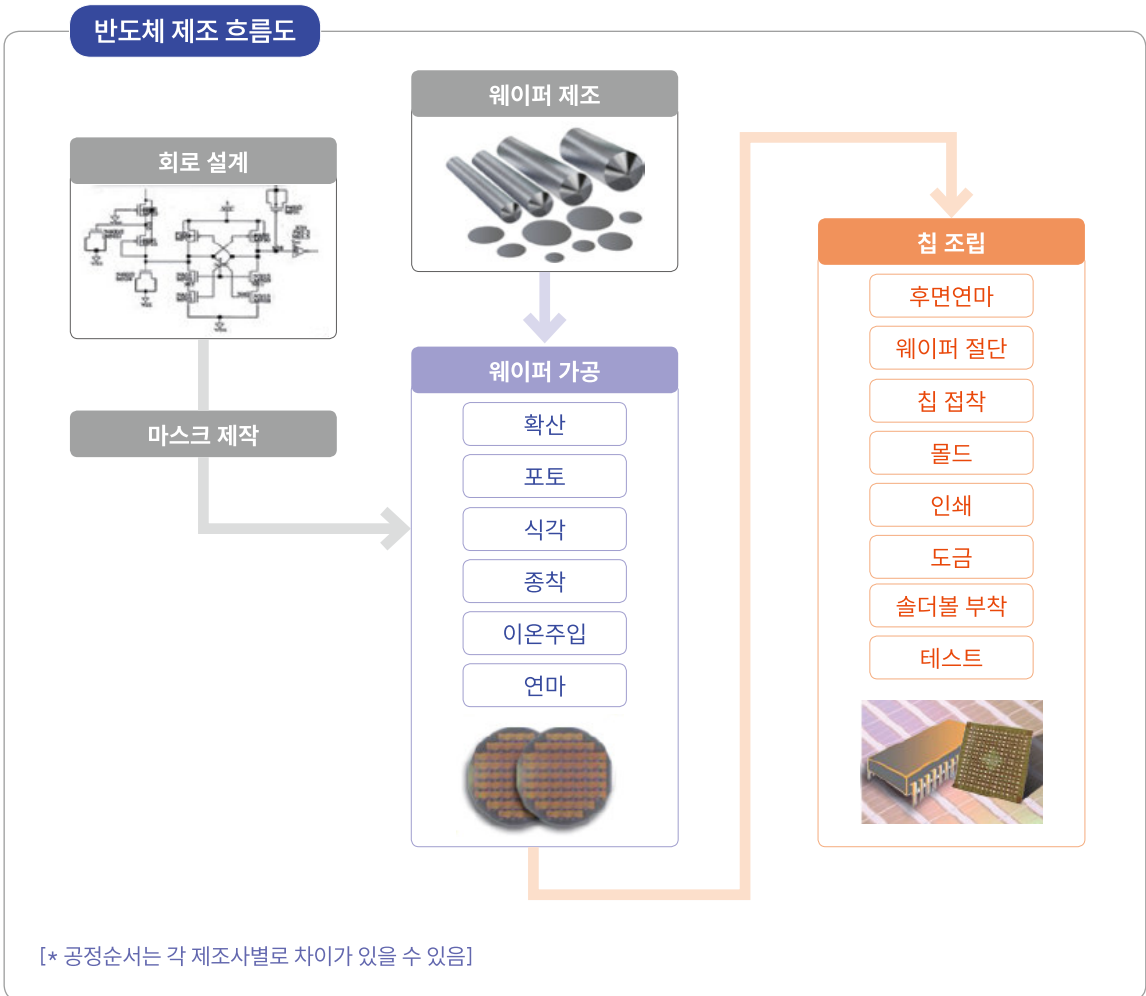 반도체 제조 흐름도
웨이퍼 제조
회로 설계
마스크 제작
웨이퍼 가공
확산
포토
식각
종착
이온주입
연마
칩 조립
후면연마
웨이퍼 절단
칩 접착
몰드
인쇄
도금
솔더볼 부착
테스트
[* 공정순서는 각 제조사별로 차이가 있을 수 있음]